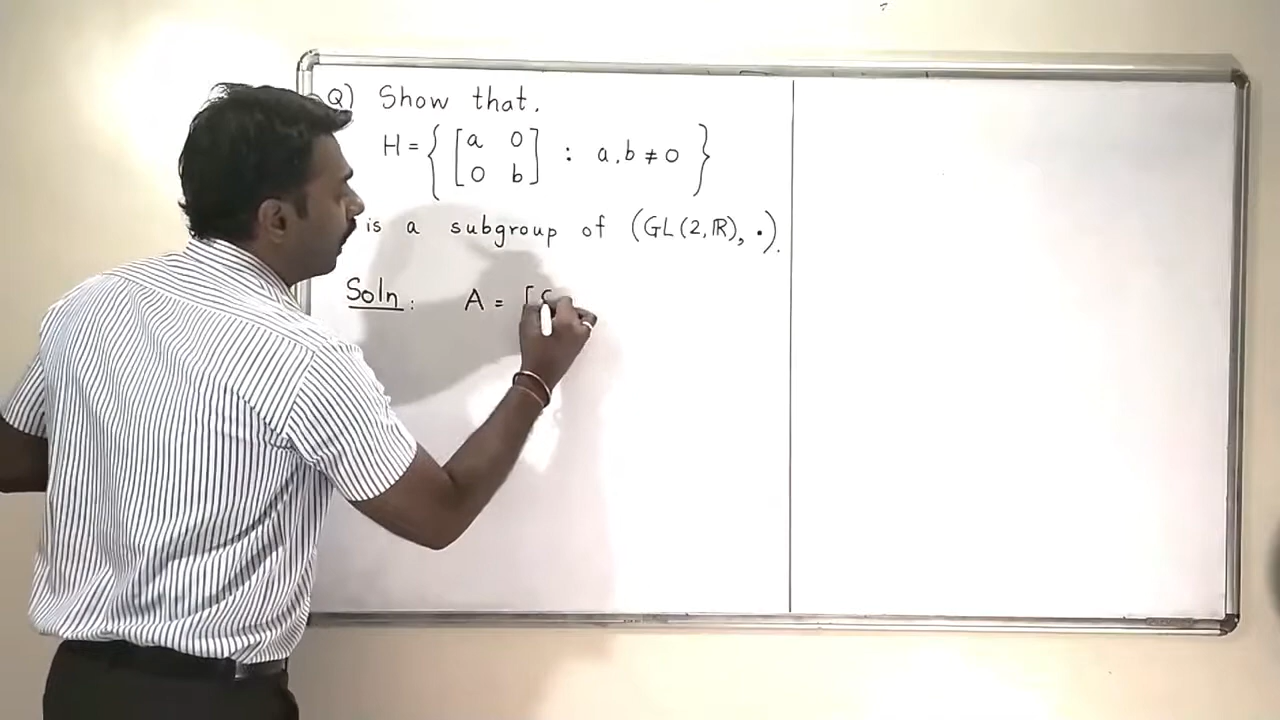 Q) Show that.
H = { [ a 0 ; 0 b ] : a, b ≠ 0 }
is a subgroup of (GL(2, ℝ), •).
Soln: A = [